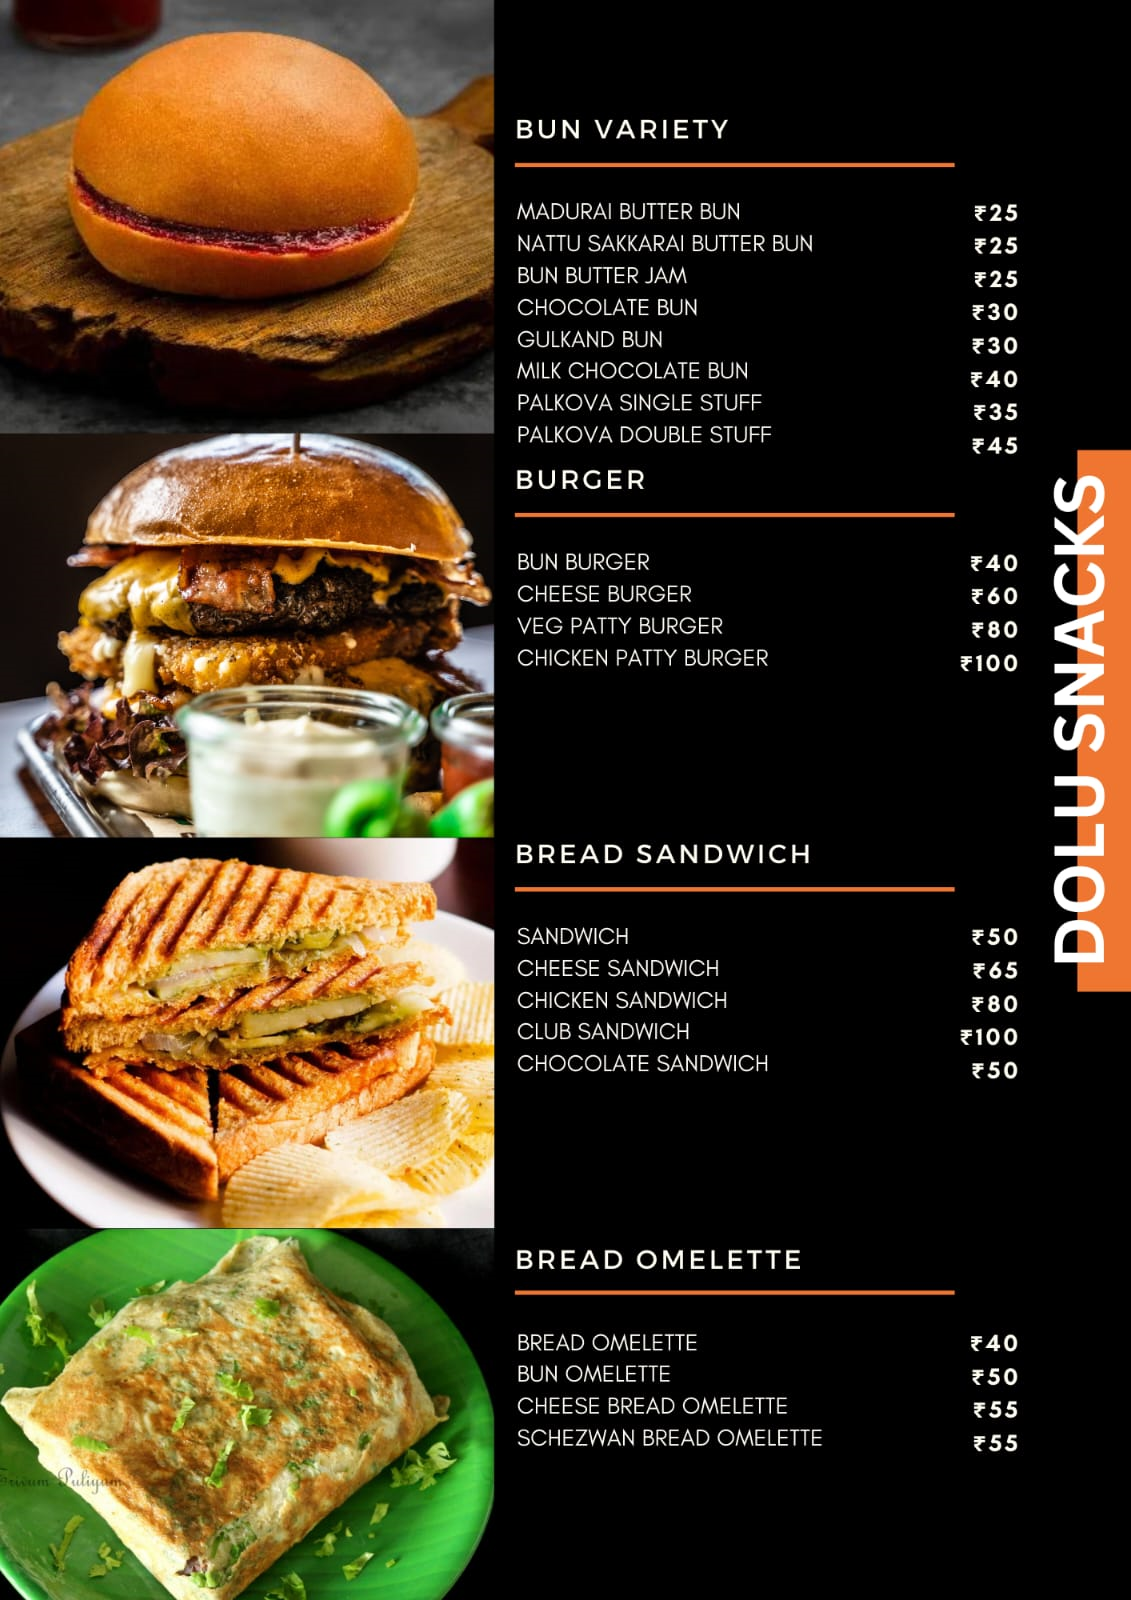 BUN VARIETY
MADURAI BUTTER BUN ₹25
NATTU SAKKARAI BUTTER BUN ₹25
BUN BUTTER JAM ₹25
CHOCOLATE BUN ₹30
GULKAND BUN ₹30
MILK CHOCOLATE BUN ₹40
PALKOVA SINGLE STUFF ₹35
PALKOVA DOUBLE STUFF ₹45
BURGER
BUN BURGER ₹40
CHEESE BURGER ₹60
VEG PATTY BURGER ₹80
CHICKEN PATTY BURGER ₹100
BREAD SANDWICH
SANDWICH ₹50
CHEESE SANDWICH ₹65
CHICKEN SANDWICH ₹80
CLUB SANDWICH ₹100
CHOCOLATE SANDWICH ₹50
BREAD OMELETTE
BREAD OMELETTE ₹40
BUN OMELETTE ₹50
CHEESE BREAD OMELETTE ₹55
SCHEZWAN BREAD OMELETTE ₹55
DOLU SNACKS
Puliyam